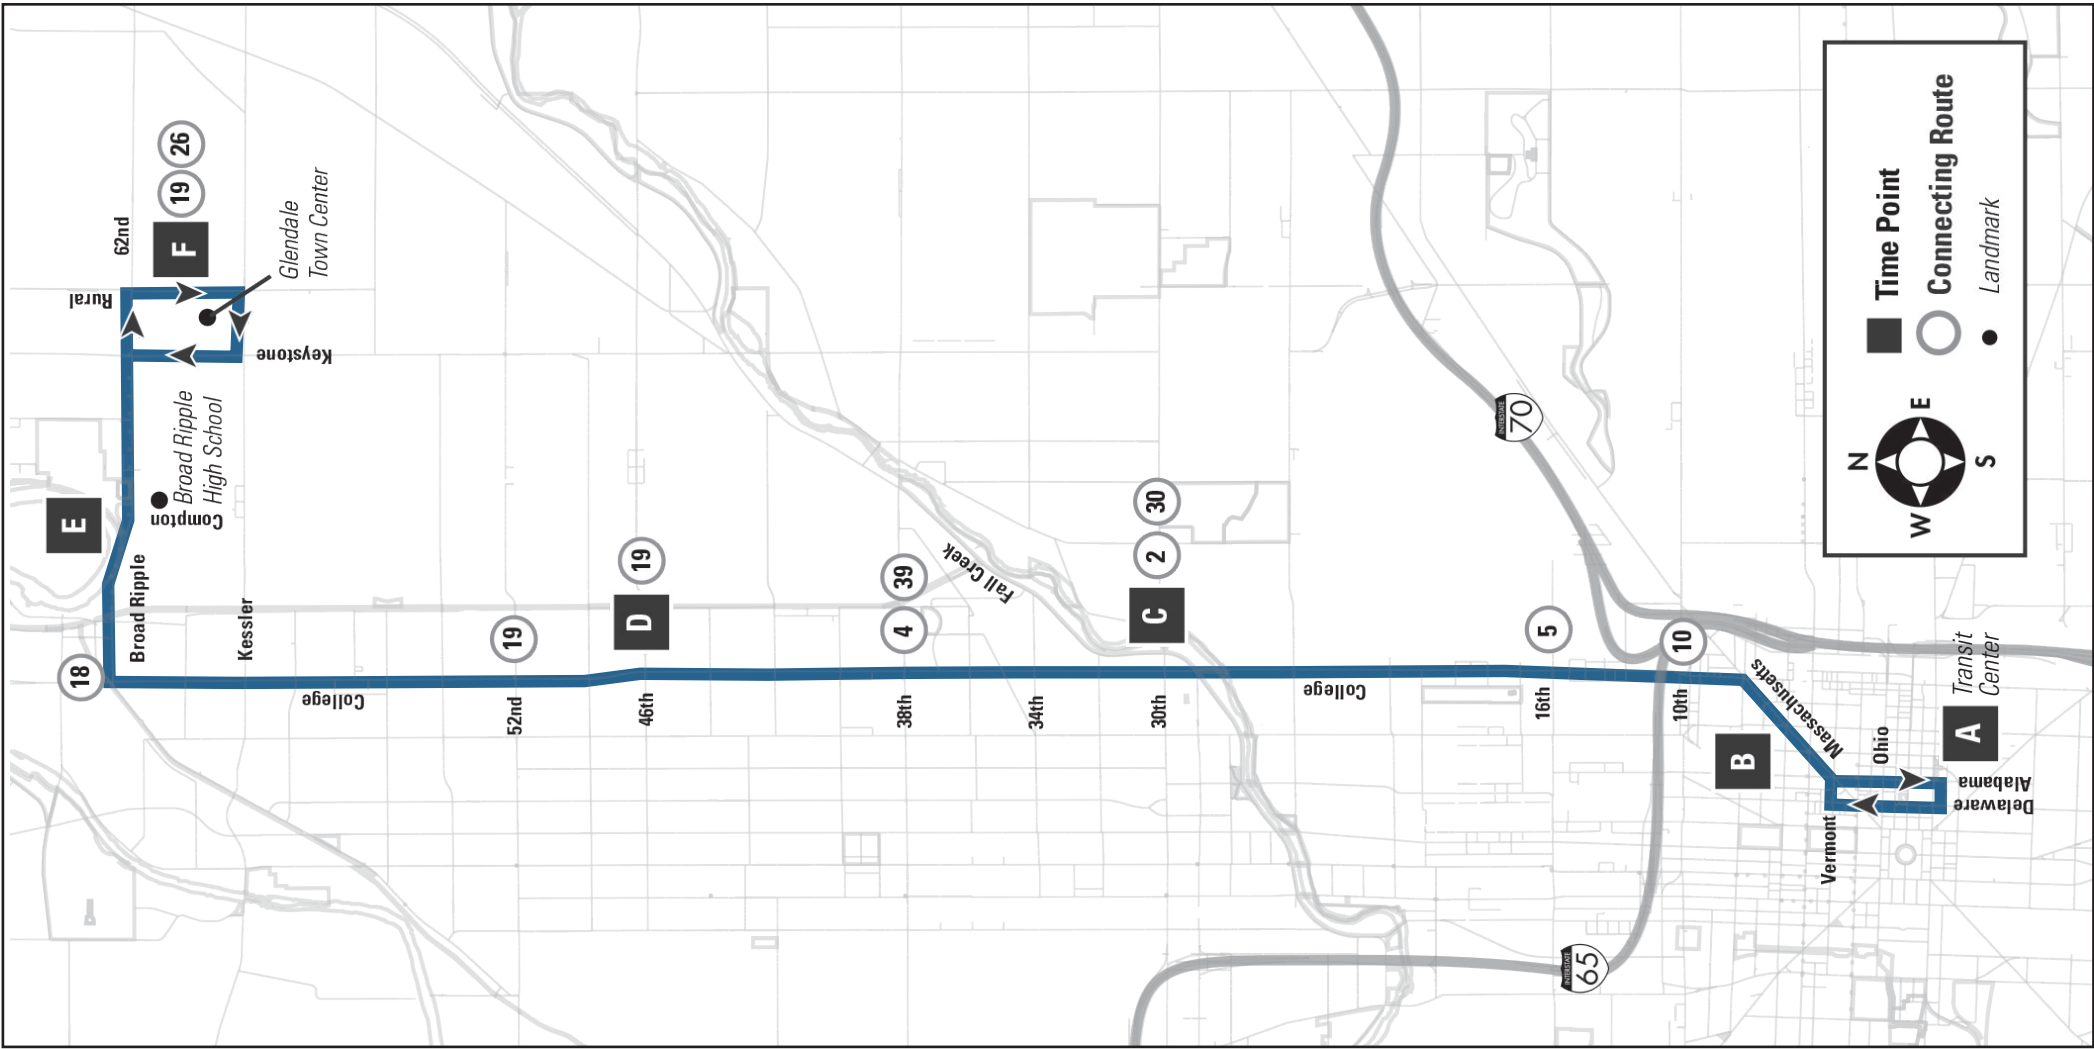 18
Broad Ripple
E
Compton
Broad Ripple
High School
Rural
62nd
F
19
26
Glendale
Town Center
Keystone
Kessler
College
52nd
19
46th
D
19
38th
4
39
Fall Creek
34th
30th
C
2
30
College
16th
5
10th
10
INTERSTATE
70
INTERSTATE
65
Massachusetts
B
Vermont
Ohio
A
Transit
Center
Alabama
Delaware
N
W
E
S
Time Point
Connecting Route
Landmark